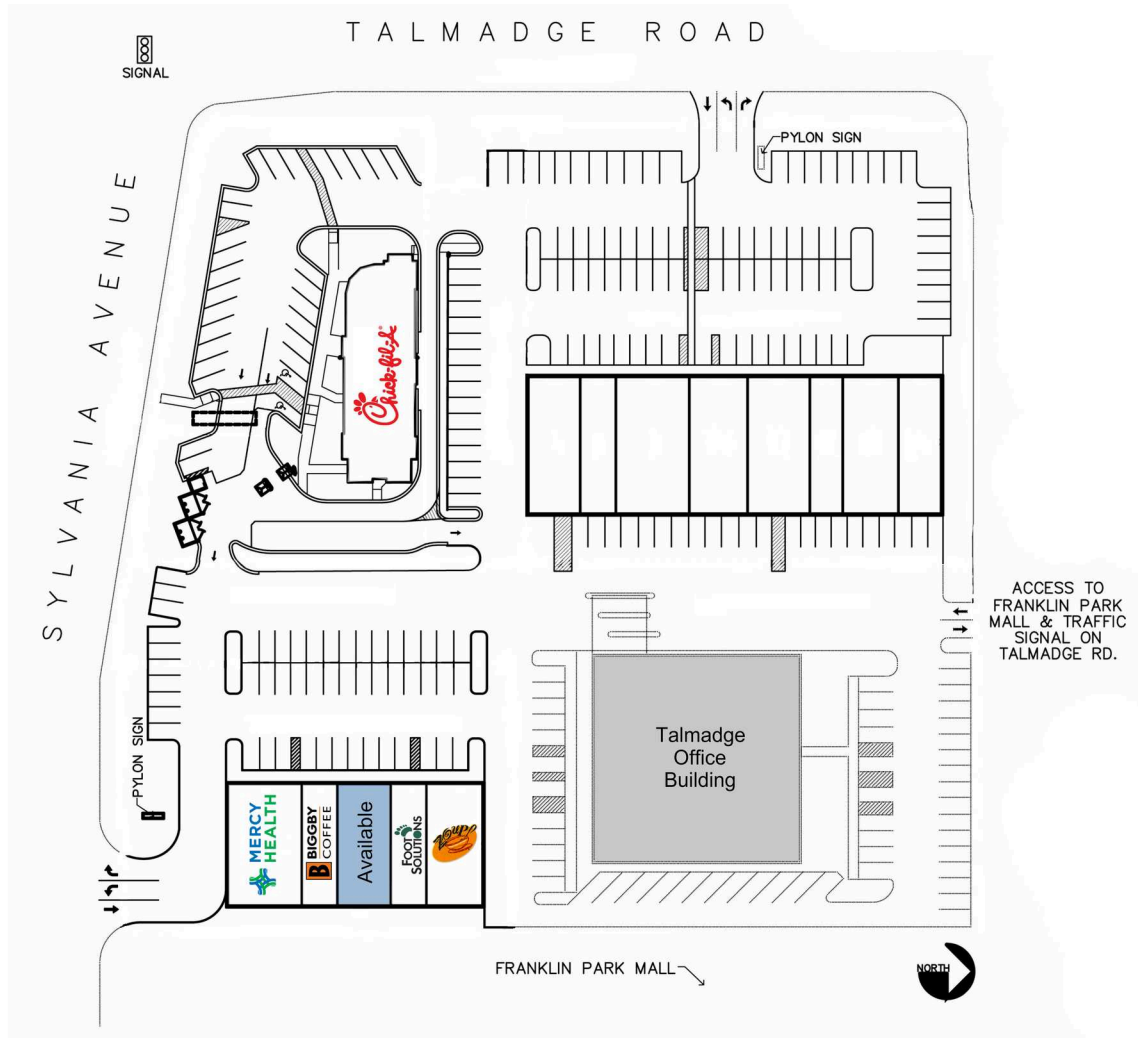 TALMADGE ROAD
SIGNAL
PYLON SIGN
SYLVANIA AVENUE
Chick-fil-A
ACCESS TO
FRANKLIN PARK
MALL & TRAFFIC
SIGNAL ON
TALMADGE RD.
Talmadge
Office
Building
PYLON SIGN
MERCY
HEALTH
B BIGGBY
COFFEE
Available
FOOT
SOLUTIONS
Zoup!
FRANKLIN PARK MALL
NORTH